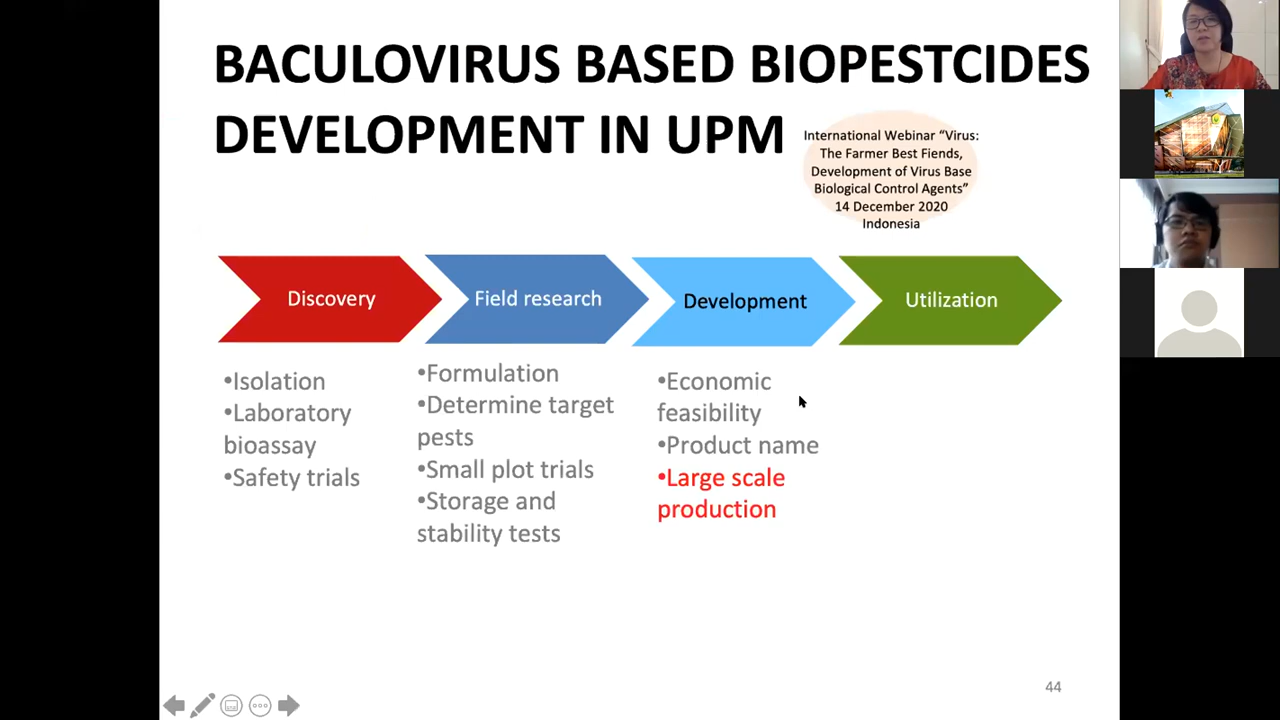 BACULOVIRUS BASED BIOPESTCIDES
DEVELOPMENT IN UPM
International Webinar “Virus:
The Farmer Best Fiends,
Development of Virus Base
Biological Control Agents”
14 December 2020
Indonesia
Discovery
Field research
Development
Utilization
•Isolation
•Laboratory
bioassay
•Safety trials
•Formulation
•Determine target
pests
•Small plot trials
•Storage and
stability tests
•Economic
feasibility
•Product name
•Large scale
production
44